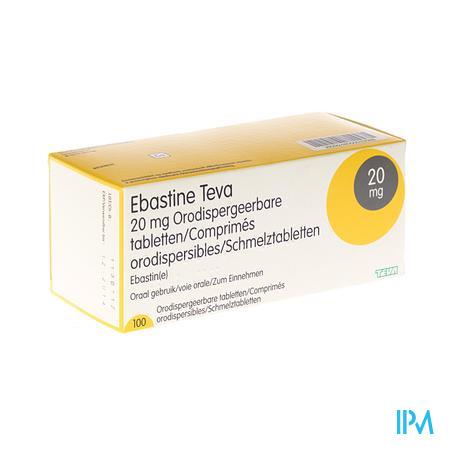 Ebastine Teva
20 mg Orodispergeerbare
tabletten/Comprimés
orodispersibles/Schmelztabletten
Ebastin(e)
Oraal gebruik/voie orale/Zum Einnehmen
100
Orodispergeerbare tabletten/Comprimés
orodispersibles/Schmelztabletten
20
mg
TEVA
IPM